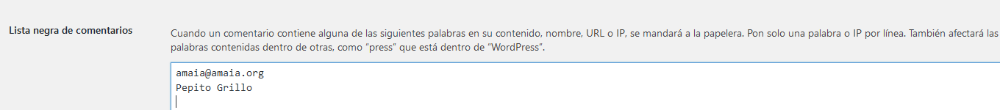 Lista negra de comentarios
Cuando un comentario contiene alguna de las siguientes palabras en su contenido, nombre, URL o IP, se mandará a la papelera. Pon solo una palabra o IP por línea. También afectará las
palabras contenidas dentro de otras, como “press” que está dentro de “WordPress”.
amaia@amaia.org
Pepito Grillo